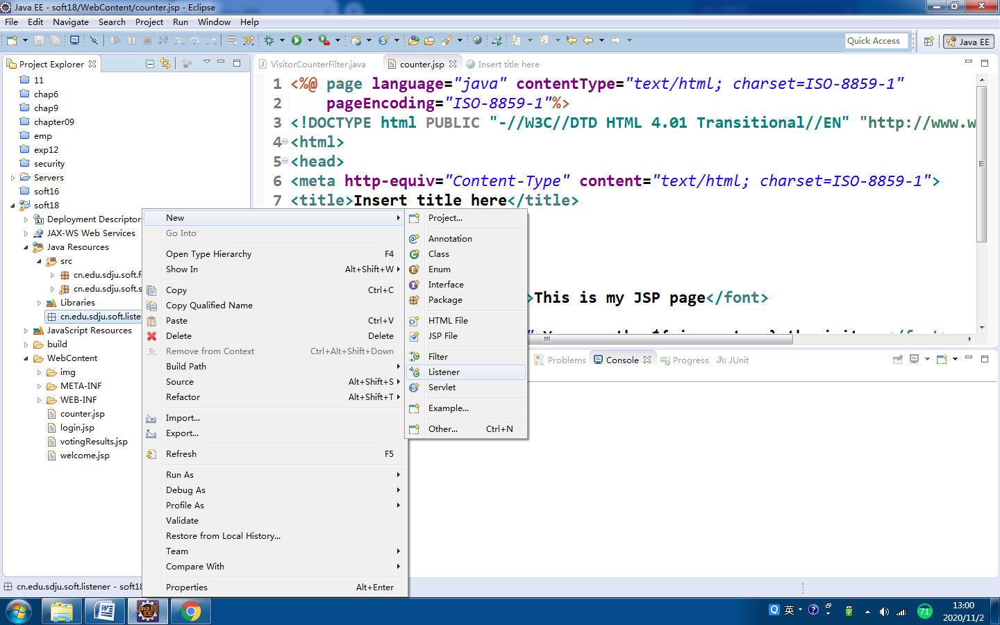 Java EE - soft18/WebContent/counter.jsp - Eclipse
File Edit Navigate Search Project Run Window Help
Quick Access
Java EE
Project Explorer
11
chap6
chap9
chapter09
emp
exp12
security
Servers
soft16
soft18
Deployment Descriptor
JAX-WS Web Services
Java Resources
src
cn.edu.sdju.soft.f
cn.edu.sdju.soft.s
Libraries
cn.edu.sdju.soft.liste
JavaScript Resources
build
WebContent
img
META-INF
WEB-INF
counter.jsp
login.jsp
votingResults.jsp
welcome.jsp
VisitorCounterFilter.java
counter.jsp
Insert title here
1 <%@ page language="java" contentType="text/html; charset=ISO-8859-1"
2 pageEncoding="ISO-8859-1"%>
3 <!DOCTYPE html PUBLIC "-//W3C//DTD HTML 4.01 Transitional//EN" "http://www.w
4 <html>
5 <head>
6 <meta http-equiv="Content-Type" content="text/html; charset=ISO-8859-1">
7 <title>Insert title here</title>
>This is my JSP page</font>
New
Go Into
Open Type Hierarchy F4
Show In Alt+Shift+W
Copy Ctrl+C
Copy Qualified Name
Paste Ctrl+V
Delete Delete
Remove from Context Ctrl+Alt+Shift+Down
Build Path
Source Alt+Shift+S
Refactor Alt+Shift+T
Import...
Export...
Refresh F5
Run As
Debug As
Profile As
Validate
Restore from Local History...
Team
Compare With
Properties Alt+Enter
Project...
Annotation
Class
Enum
Interface
Package
HTML File
JSP File
Filter
Listener
Servlet
Example...
Other... Ctrl+N
Problems
Console
Progress
JUnit
cn.edu.sdju.soft.listener - soft18
Java EE
IDE
英
71
13:00
2020/11/2